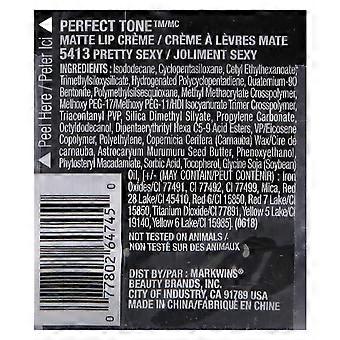 PERFECT TONE™/MC
MATTE LIP CRÈME / CRÈME À LÈVRES MATE
5413 PRETTY SEXY / JOLIMENT SEXY
INGREDIENTS: Isododecane, Cyclopentasiloxane, Cetyl Ethylhexanoate,
Trimethylsiloxysilicate, Hydrogenated Polycyclopentadiene, Quaternium-90
Bentonite, Polymethylsilsesquioxane, Methyl Methacrylate Crosspolymer,
Methoxy PEG-17/Methoxy PEG-11/HDI Isocyanurate Trimer Crosspolymer,
Triacontanyl PVP, Silica Dimethyl Silylate, Propylene Carbonate,
Octyldodecanol, Dipentaerythrityl Hexa C5-9 Acid Esters, VP/Eicosene
Copolymer, Polyethylene, Copernicia Cerifera (Carnauba) Wax/Cire de
carnauba, Astrocaryum Murumuru Seed Butter, Phenoxyethanol,
Phytosteryl Macadamiate, Sorbic Acid, Tocopherol, Glycine Soja (Soybean)
Oil, [+/- (MAY CONTAIN/PEUT CONTENIR): Iron
Oxides/CI 77491, CI 77492, CI 77499, Mica, Red
28 Lake/CI 45410, Red 6/CI 15850, Red 7 Lake/CI
15850, Titanium Dioxide/CI 77891, Yellow 5 Lake/CI
19140, Yellow 6 Lake/CI 15985]. (0618)
NOT TESTED ON ANIMALS /
NON TESTÉ SUR DES ANIMAUX
DIST BY/PAR : MARKWINS®
BEAUTY BRANDS, INC.
CITY OF INDUSTRY, CA 91789 USA
MADE IN CHINA/FABRIQUÉ EN CHINE
Peel Here / Peler Ici
0 77802 64745 0